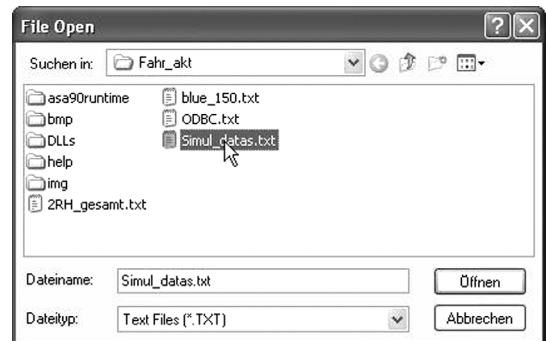 File Open
Suchen in: Fahr_akt
asa90runtime
bmp
DLLs
help
img
2RH_gesamt.txt
blue_150.txt
ODBC.txt
Simul_datas.txt
Dateiname: Simul_datas.txt Öffnen
Dateityp: Text Files (*.TXT) Abbrechen